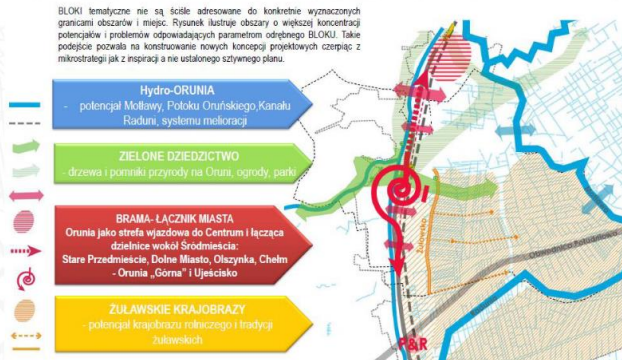 BLOKI tematyczne nie są ściśle adresowane do konkretnie wyznaczonych
granicami obszarów i miejsc. Rysunek ilustruje obszary o większej koncentracji
potencjałów i problemów odpowiadających parametrom odrębnego BLOKU. Takie
podejście pozwala na konstruowanie nowych koncepcji projektowych czerpiąc z
mikrostrategii jak z inspiracji a nie ustalonego sztywnego planu.
Hydro-ORUNIA
- potencjał Motławy, Potoku Oruńskiego,Kanału
Raduni, systemu melioracji
ZIELONE DZIEDZICTWO
- drzewa i pomniki przyrody na Oruni, ogrody, parki
BRAMA- ŁĄCZNIK MIASTA
Orunia jako strefa wjazdowa do Centrum i łącząca
dzielnice wokół Śródmieścia:
Stare Przedmieście, Dolne Miasto, Olszynka, Chełm
- Orunia „Górna" i Ujeścisko
ŻUŁAWSKIE KRAJOBRAZY
- potencjał krajobrazu rolniczego i tradycji
żuławskich
Żuławska
Obwodnica Południowa
P&R